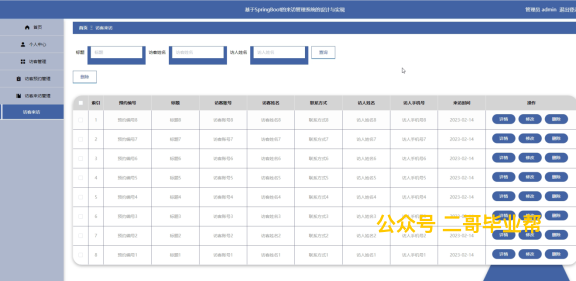 基于SpringBoot的来访管理系统的设计与实现
管理员 admin 退出登录
首页
个人中心
访客管理
访客预约管理
访客来访管理
访客来访
首页 访客来访
标题 标题 访客姓名 访客姓名 访人姓名 访人姓名 查询
删除
索引 预约编号 标题 访客账号 访客姓名 联系方式 访人姓名 访人手机号 来访时间 操作
1 预约编号8 标题8 访客账号8 访客姓名8 联系方式8 访人姓名8 访人手机号8 2023-02-14 详情 修改 删除
2 预约编号7 标题7 访客账号7 访客姓名7 联系方式7 访人姓名7 访人手机号7 2023-02-14 详情 修改 删除
3 预约编号6 标题6 访客账号6 访客姓名6 联系方式6 访人姓名6 访人手机号6 2023-02-14 详情 修改 删除
4 预约编号5 标题5 访客账号5 访客姓名5 联系方式5 访人姓名5 访人手机号5 2023-02-14 详情 修改 删除
5 预约编号4 标题4 访客账号4 访客姓名4 联系方式4 访人姓名4 访人手机号4 2023-02-14 详情 修改 删除
6 预约编号3 标题3 访客账号3 访客姓名3 联系方式3 访人姓名3 访人手机号3 2023-02-14 详情 修改 删除
7 预约编号2 标题2 访客账号2 访客姓名2 联系方式2 访人姓名2 访人手机号2 2023-02-14 详情 修改 删除
8 预约编号1 标题1 访客账号1 访客姓名1 联系方式1 访人姓名1 访人手机号1 2023-02-14 详情 修改 删除
公众号 二哥毕业帮